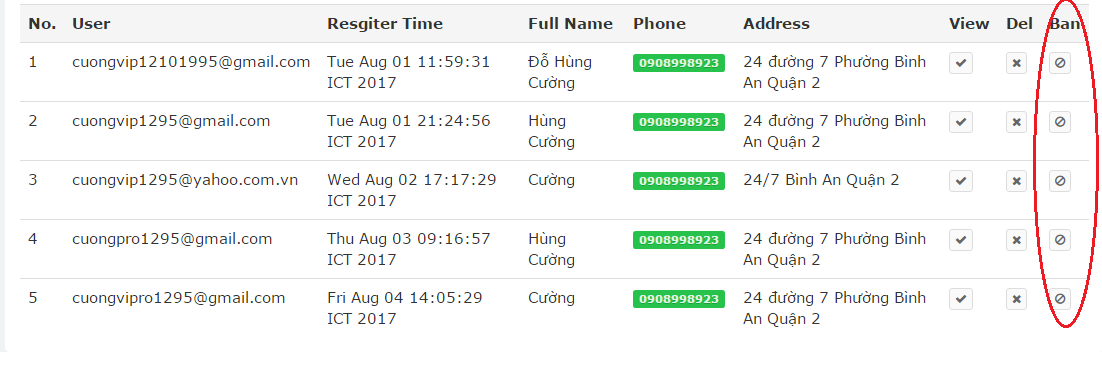 No. User Resgiter Time Full Name Phone Address View Del Ban
1 cuongvip12101995@gmail.com Tue Aug 01 11:59:31 Đỗ Hùng 0908998923 24 đường 7 Phường Bình
ICT 2017 Cường An Quận 2
2 cuongvip1295@gmail.com Tue Aug 01 21:24:56 Hùng 0908998923 24 đường 7 Phường Bình
ICT 2017 Cường An Quận 2
3 cuongvip1295@yahoo.com.vn Wed Aug 02 17:17:29 Cường 0908998923 24/7 Bình An Quận 2
ICT 2017
4 cuongpro1295@gmail.com Thu Aug 03 09:16:57 Hùng 0908998923 24 đường 7 Phường Bình
ICT 2017 Cường An Quận 2
5 cuongvipro1295@gmail.com Fri Aug 04 14:05:29 Cường 0908998923 24 đường 7 Phường Bình
ICT 2017 An Quận 2